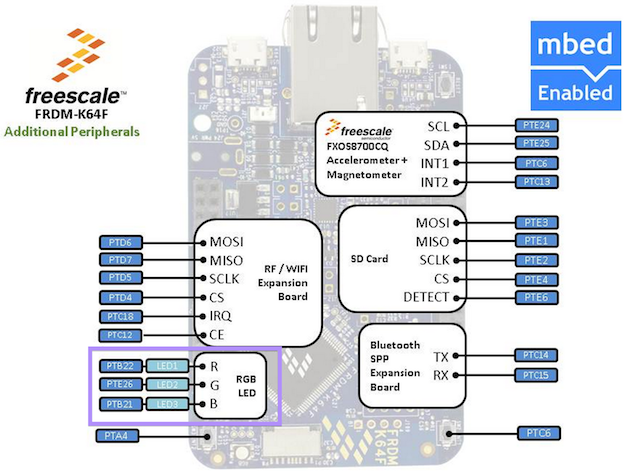 freescale™
FRDM-K64F
Additional Peripherals
mbed
Enabled
freescale
semiconductor
FXOS8700CQ
Accelerometer +
Magnetometer
SCL PTE24
SDA PTE25
INT1 PTC6
INT2 PTC13
SD Card
MOSI PTE3
MISO PTE1
SCLK PTE2
CS PTE4
DETECT PTE6
PTD6 MOSI
PTD7 MISO
PTD5 SCLK
PTD4 CS
PTC18 IRQ
PTC12 CE
RF / WIFI
Expansion
Board
Bluetooth
SPP
Expansion
Board
TX PTC14
RX PTC15
PTB22 LED1 R
PTE26 LED2 G
PTB21 LED3 B
RGB
LED
PTA4
PTC6
FRDM
K64F